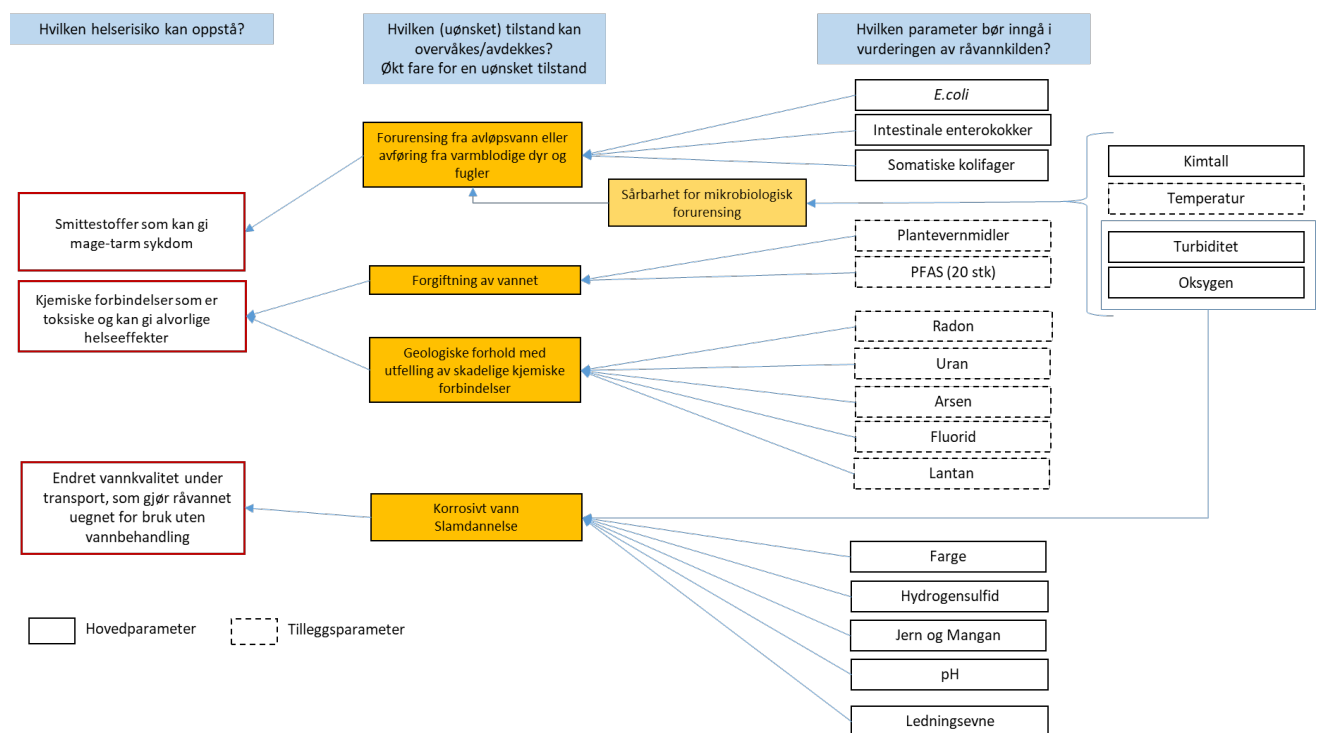 Hvilken helserisiko kan oppstå?
Hvilken (uønsket) tilstand kan
overvåkes/avdekkes?
Økt fare for en uønsket tilstand
Hvilken parameter bør inngå i
vurderingen av råvannkilden?
Smittestoffer som kan gi
mage-tarm sykdom
Kjemiske forbindelser som er
toksiske og kan gi alvorlige
helseeffekter
Endret vannkvalitet under
transport, som gjør råvannet
uegnet for bruk uten
vannbehandling
Forurensing fra avløpsvann eller
avføring fra varmblodige dyr og
fugler
Sårbarhet for mikrobiologisk
forurensing
Forgiftning av vannet
Geologiske forhold med
utfelling av skadelige kjemiske
forbindelser
Korrosivt vann
Slamdannelse
E.coli
Intestinale enterokokker
Somatiske kolifager
Plantevernmidler
PFAS (20 stk)
Radon
Uran
Arsen
Fluorid
Lantan
Farge
Hydrogensulfid
Jern og Mangan
pH
Ledningsevne
Kimtall
Temperatur
Turbiditet
Oksygen
Hovedparameter
Tilleggsparameter